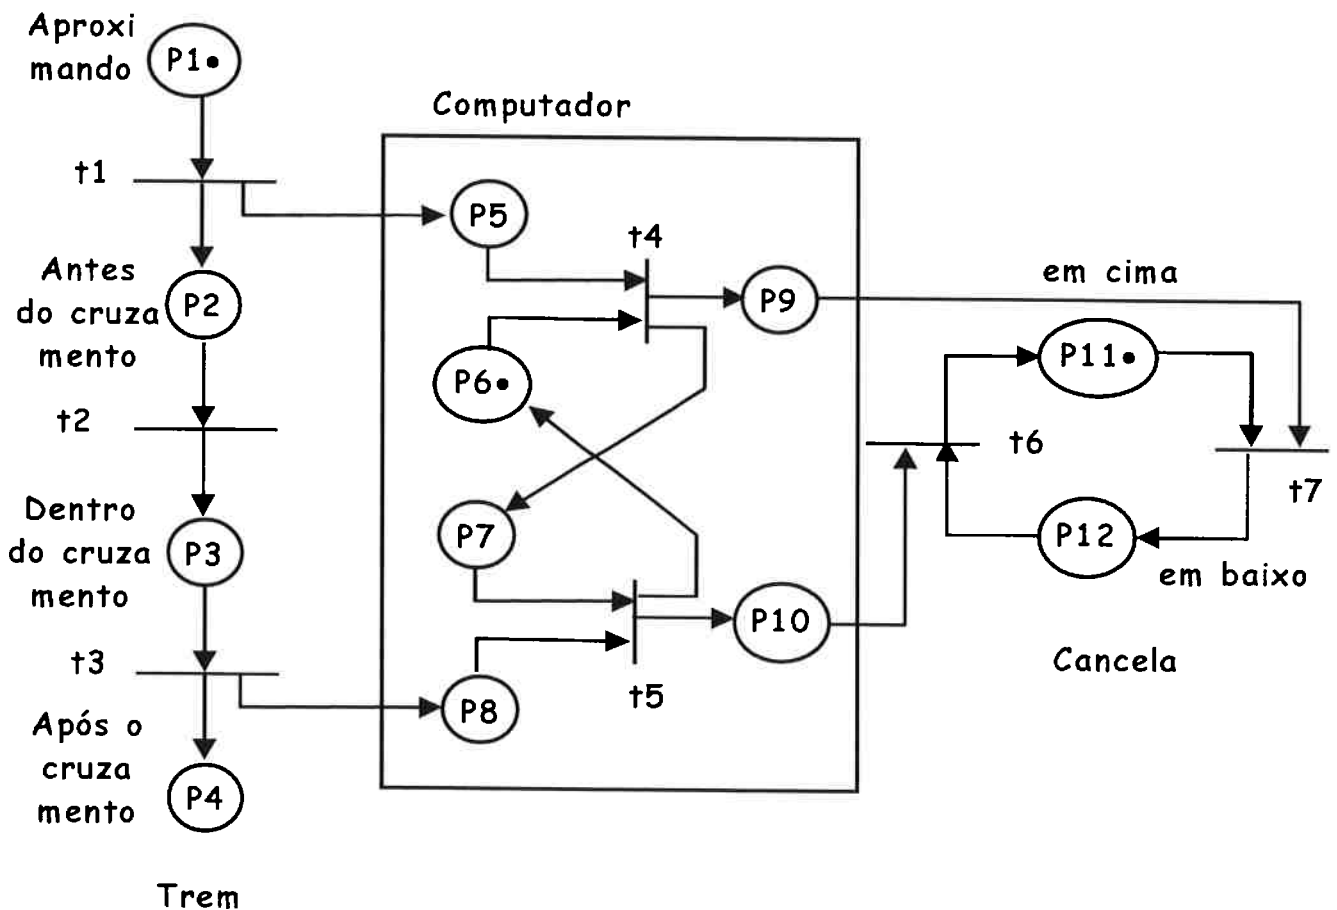 Aproxi
mando
P1
t1
Antes
do cruza
mento
P2
t2
Dentro
do cruza
mento
P3
t3
Após o
cruza
mento
P4
Trem
Computador
P5
t4
P9
P6
P7
P10
P8
t5
em cima
P11
t6
t7
P12
em baixo
Cancela